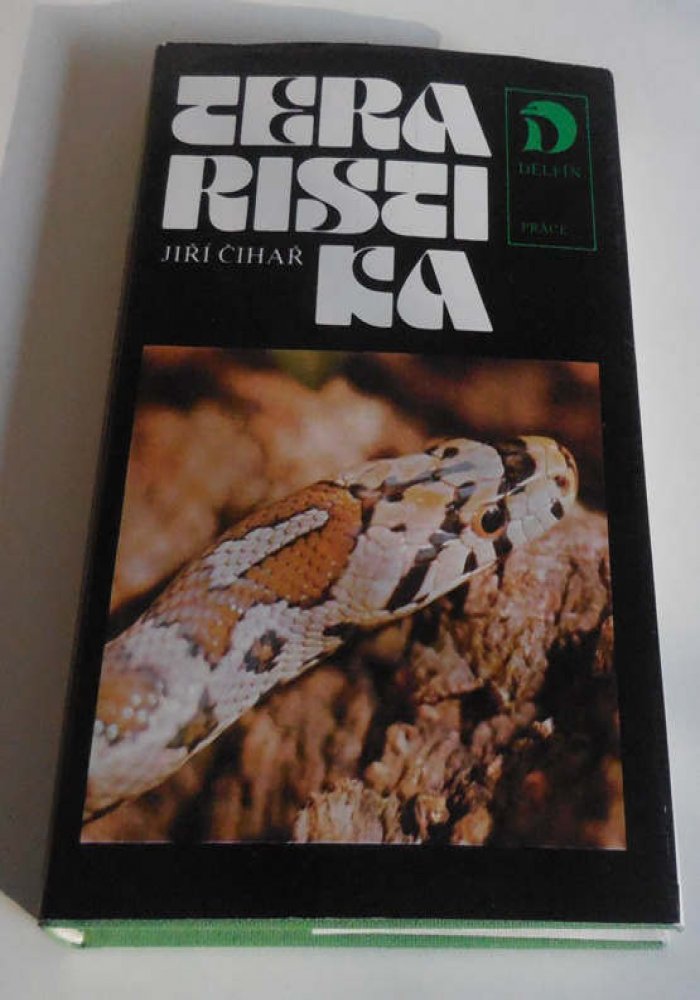 TERA
RISTI
KA
JIŘÍ ČIHAŘ
D
DELFÍN
PRÁCE